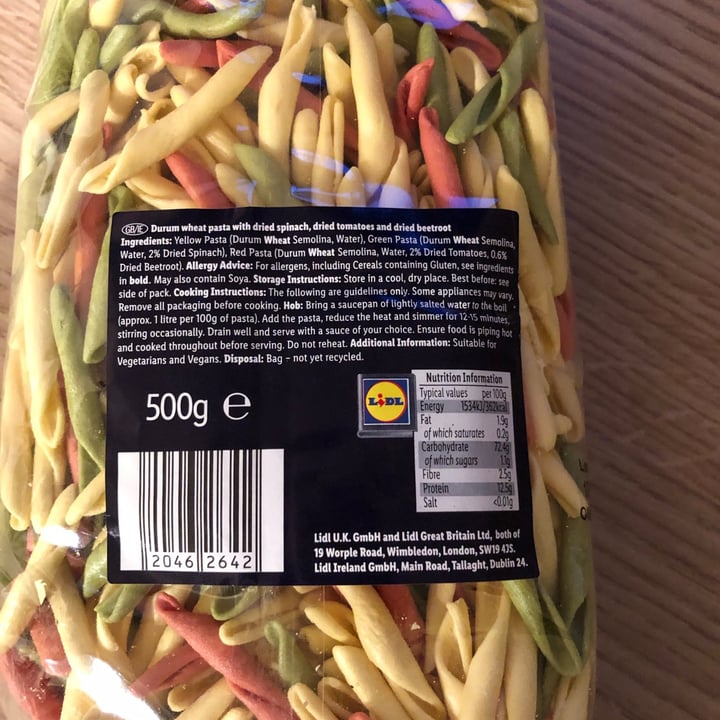 GB/IE Durum wheat pasta with dried spinach, dried tomatoes and dried beetroot
Ingredients: Yellow Pasta (Durum Wheat Semolina, Water), Green Pasta (Durum Wheat Semolina,
Water, 2% Dried Spinach), Red Pasta (Durum Wheat Semolina, Water, 2% Dried Tomatoes, 0.6%
Dried Beetroot). Allergy Advice: For allergens, including Cereals containing Gluten, see ingredients
in bold. May also contain Soya. Storage Instructions: Store in a cool, dry place. Best before: see
side of pack. Cooking Instructions: The following are guidelines only. Some appliances may vary.
Remove all packaging before cooking. Hob: Bring a saucepan of lightly salted water to the boil
(approx. 1 litre per 100g of pasta). Add the pasta, reduce the heat and simmer for 12-15 minutes,
stirring occasionally. Drain well and serve with a sauce of your choice. Ensure food is piping hot
and cooked throughout before serving. Do not reheat. Additional Information: Suitable for
Vegetarians and Vegans. Disposal: Bag – not yet recycled.
500g e
LIDL
Nutrition Information
Typical values per 100g
Energy 1534kJ/362kcal
Fat 1.9g
of which saturates 0.2g
Carbohydrate 72.4g
of which sugars 1.1g
Fibre 2.5g
Protein 12.5g
Salt <0.01g
2046 2642
Lidl U.K. GmbH and Lidl Great Britain Ltd, both of
19 Worple Road, Wimbledon, London, SW19 4JS.
Lidl Ireland GmbH, Main Road, Tallaght, Dublin 24.